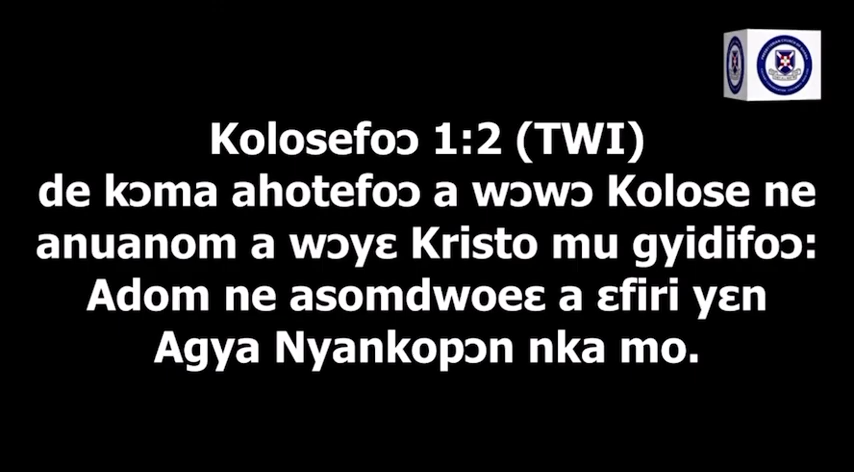 Kolosefoɔ 1:2 (TWI)
de kɔma ahotefoɔ a wɔwɔ Kolose ne
anuanom a wɔyɛ Kristo mu gyidifoɔ:
Adom ne asomdwoeɛ a ɛfiri yɛn
Agya Nyankopɔn nka mo.